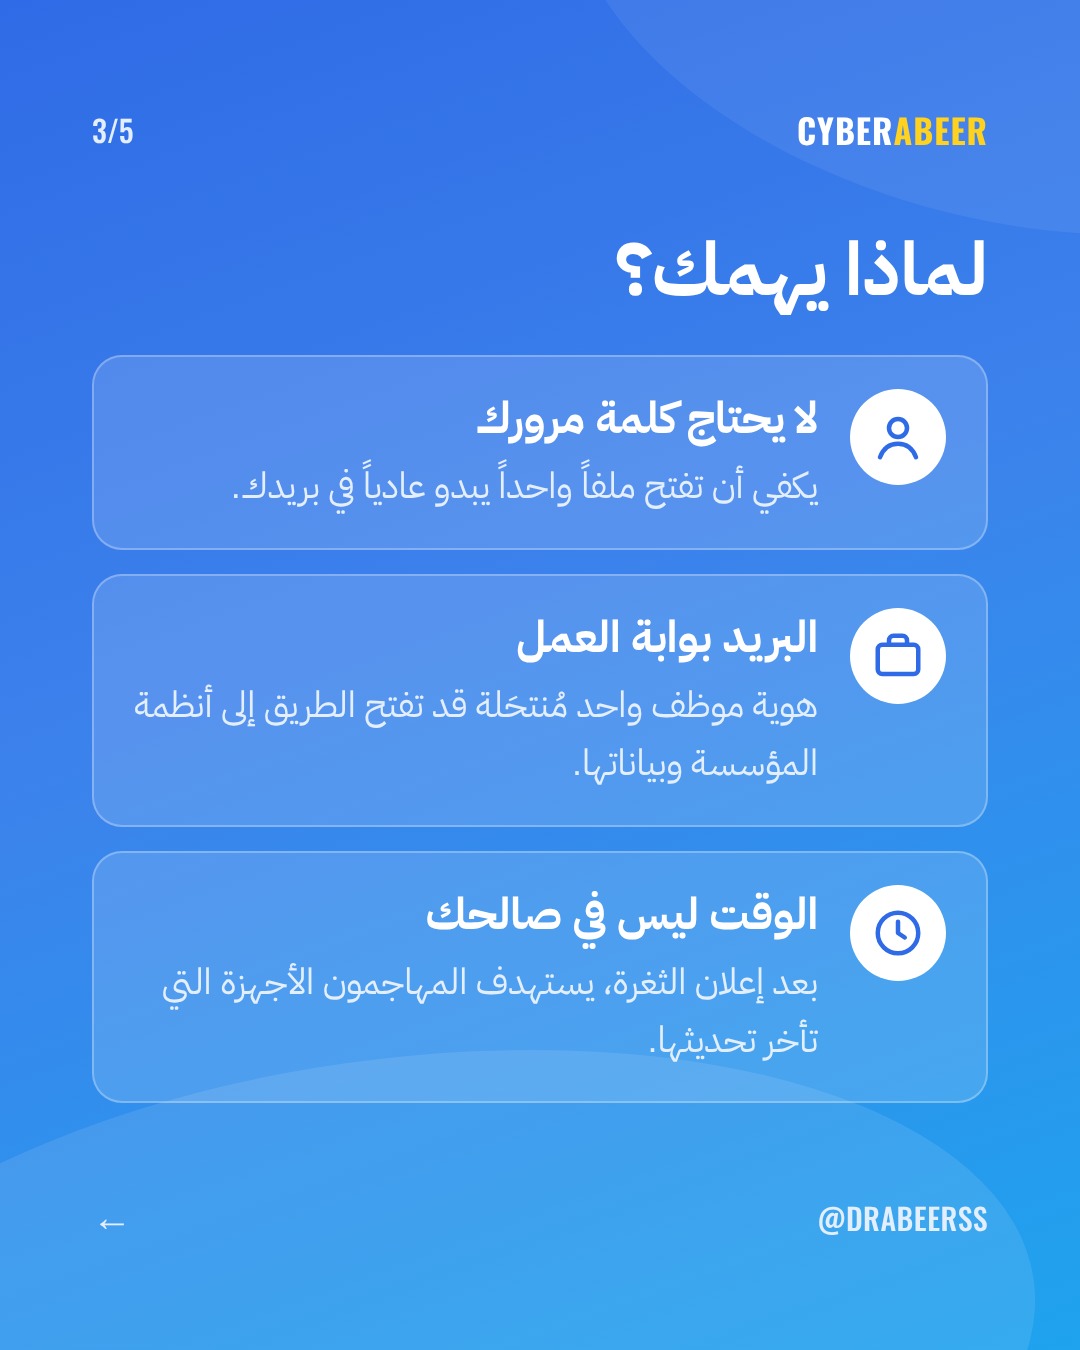 CYBERABEER
3/5
لماذا يهمك؟
لا يحتاج كلمة مرورك
يكفي أن تفتح ملفاً واحداً يبدو عادياً في بريدك.
البريد بوابة العمل
هوية موظف واحد مُنتحَلة قد تفتح الطريق إلى أنظمة
المؤسسة وبياناتها.
الوقت ليس في صالحك
بعد إعلان الثغرة، يستهدف المهاجمون الأجهزة التي
تأخر تحديثها.
@DRABEERSS
←